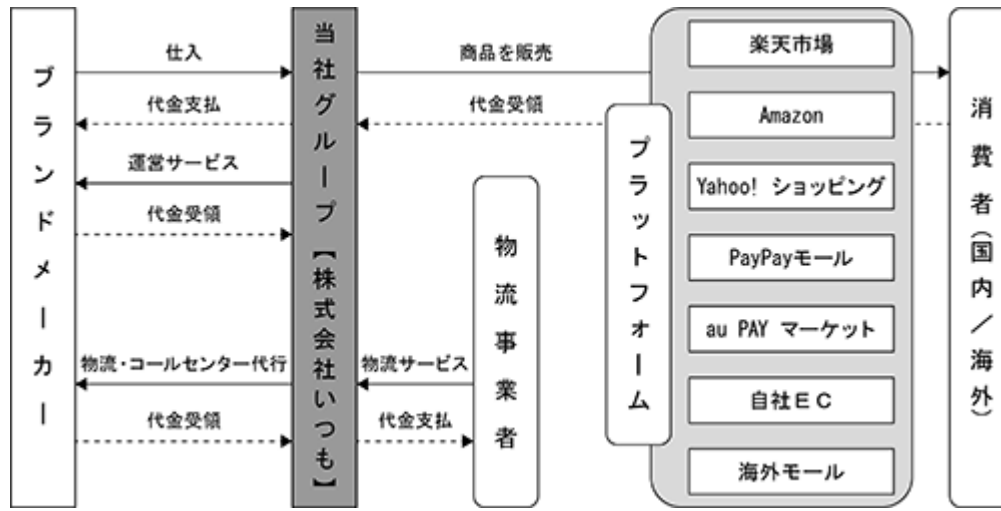 ブランドメーカー
仕入
代金支払
運営サービス
代金受領
物流・コールセンター代行
代金受領
当社グループ【株式会社いつも】
商品を販売
代金受領
物流サービス
代金支払
物流事業者
プラットフォーム
楽天市場
Amazon
Yahoo! ショッピング
PayPayモール
au PAY マーケット
自社EC
海外モール
消費者(国内/海外)